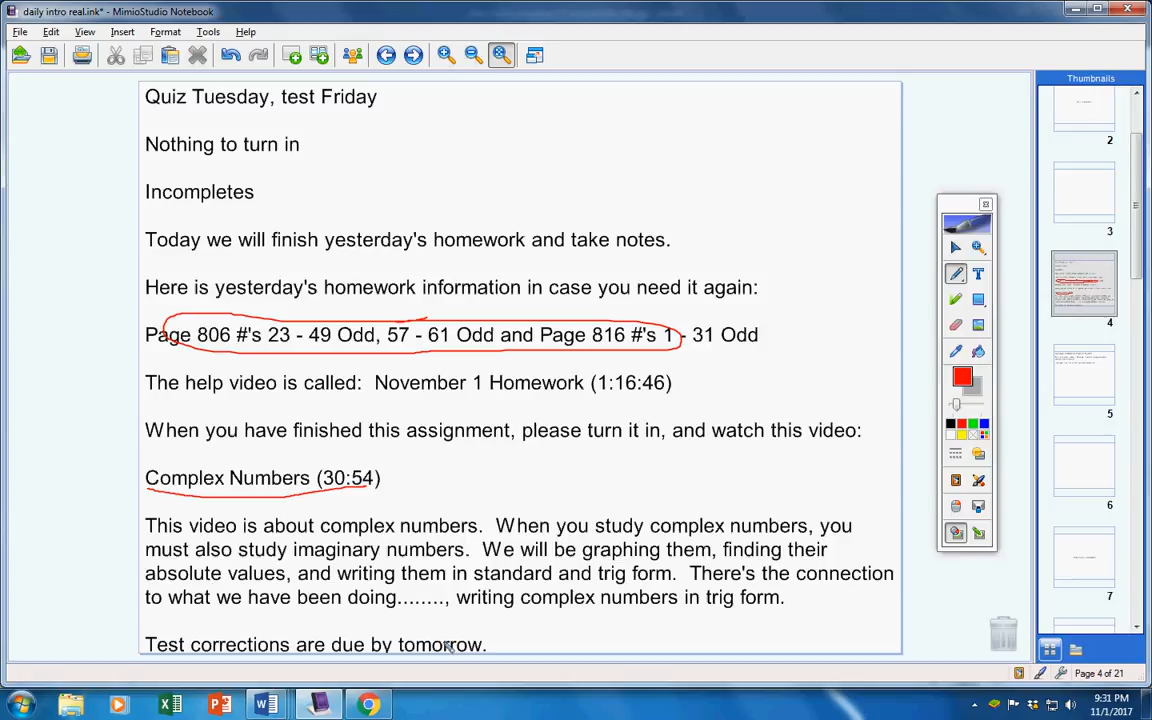 daily intro real.ink* - MimioStudio Notebook
File Edit View Insert Format Tools Help
Quiz Tuesday, test Friday
Nothing to turn in
Incompletes
Today we will finish yesterday's homework and take notes.
Here is yesterday's homework information in case you need it again:
Page 806 #'s 23 - 49 Odd, 57 - 61 Odd and Page 816 #'s 1 - 31 Odd
The help video is called:  November 1 Homework (1:16:46)
When you have finished this assignment, please turn it in, and watch this video:
Complex Numbers (30:54)
This video is about complex numbers.  When you study complex numbers, you
must also study imaginary numbers.  We will be graphing them, finding their
absolute values, and writing them in standard and trig form.  There's the connection
to what we have been doing........, writing complex numbers in trig form.
Test corrections are due by tomorrow.
Thumbnails
2
3
4
5
6
7
Page 4 of 21
9:31 PM
11/1/2017